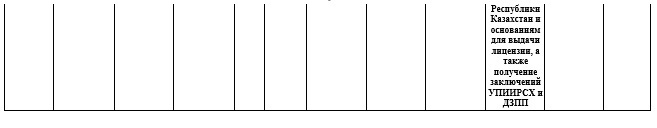 Республики
Казахстан и
основаниям
для выдачи
лицензии, а
также
получение
заключений
УПИИРСХ и
ДЗПП